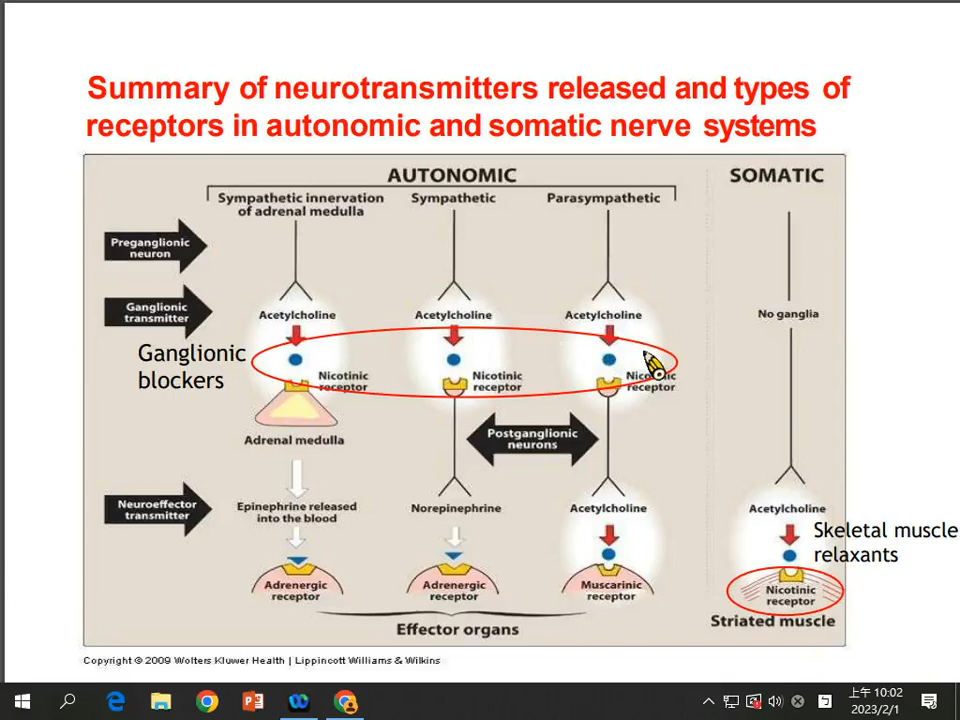 Summary of neurotransmitters released and types of
receptors in autonomic and somatic nerve systems
AUTONOMIC
SOMATIC
Sympathetic innervation
of adrenal medulla
Sympathetic
Parasympathetic
Preganglionic
neuron
Ganglionic
transmitter
Acetylcholine
Acetylcholine
Acetylcholine
No ganglia
Ganglionic
blockers
Nicotinic
receptor
Nicotinic
receptor
Nicotinic
receptor
Adrenal medulla
Postganglionic
neurons
Neuroeffector
transmitter
Epinephrine released
into the blood
Norepinephrine
Acetylcholine
Acetylcholine
Skeletal muscle
relaxants
Adrenergic
receptor
Adrenergic
receptor
Muscarinic
receptor
Nicotinic
receptor
Striated muscle
Effector organs
Copyright © 2009 Wolters Kluwer Health | Lippincott Williams & Wilkins
上午 10:02
2023/2/1